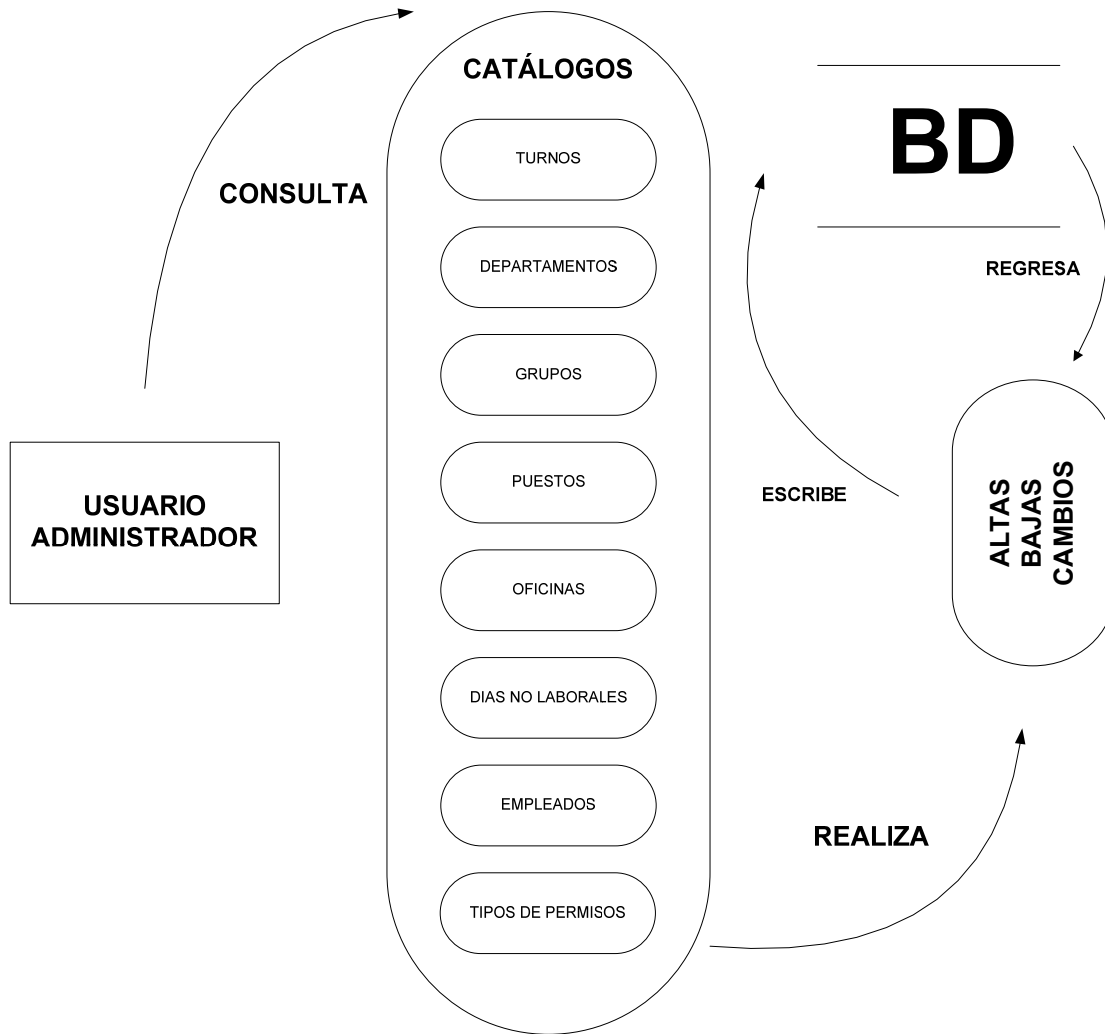 CATÁLOGOS
TURNOS
DEPARTAMENTOS
GRUPOS
PUESTOS
OFICINAS
DIAS NO LABORALES
EMPLEADOS
TIPOS DE PERMISOS
CONSULTA
USUARIO
ADMINISTRADOR
BD
REGRESA
ESCRIBE
ALTAS
BAJAS
CAMBIOS
REALIZA